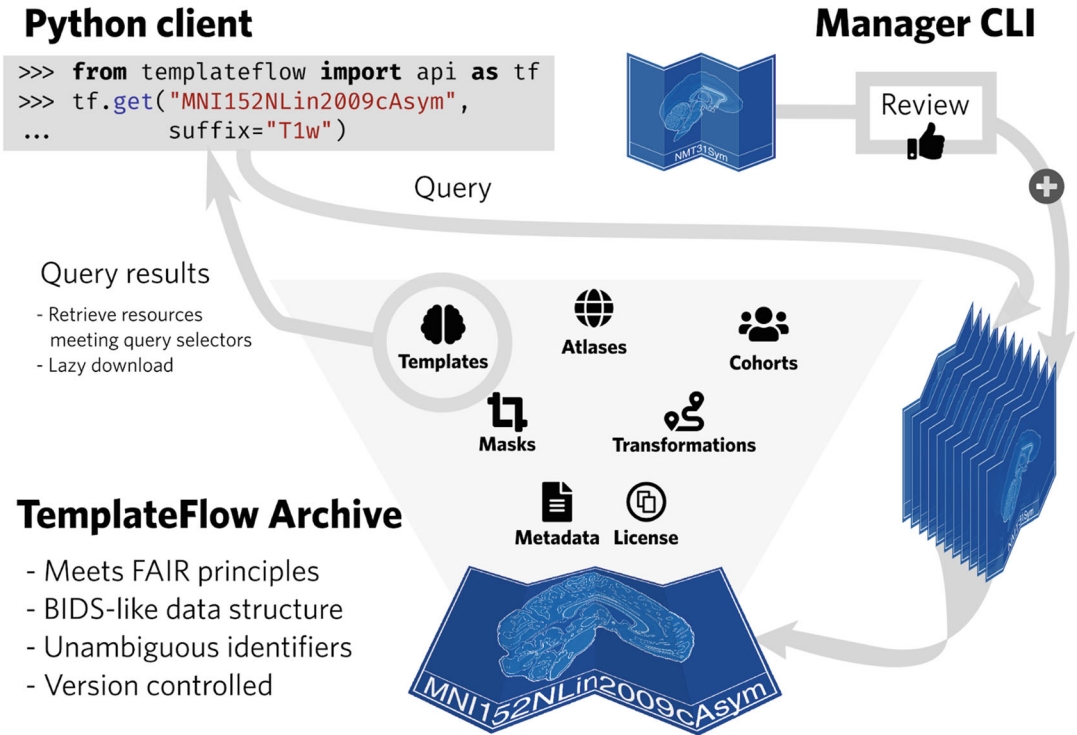 Python client
>>> from templateflow import api as tf
>>> tf.get("MNI152NLin2009cAsym",
... suffix="T1w")
Manager CLI
NMT31Sym
Review
Query
Query results
- Retrieve resources
meeting query selectors
- Lazy download
Templates
Atlases
Cohorts
Masks
Transformations
Metadata
License
TemplateFlow Archive
- Meets FAIR principles
- BIDS-like data structure
- Unambiguous identifiers
- Version controlled
MNI152NLin2009cAsym